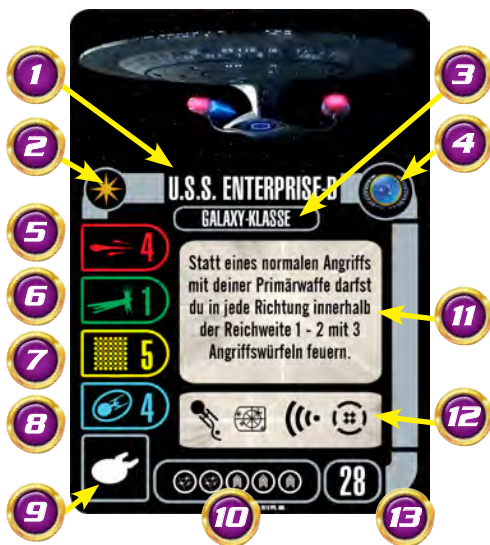 1
3
2
4
U.S.S. ENTERPRISE-D
GALAXY-KLASSE
5
4
Statt eines normalen Angriffs
mit deiner Primärwaffe darfst
du in jede Richtung innerhalb
der Reichweite 1 - 2 mit 3
Angriffswürfeln feuern.
6
1
11
7
5
8
4
12
9
10
28
13